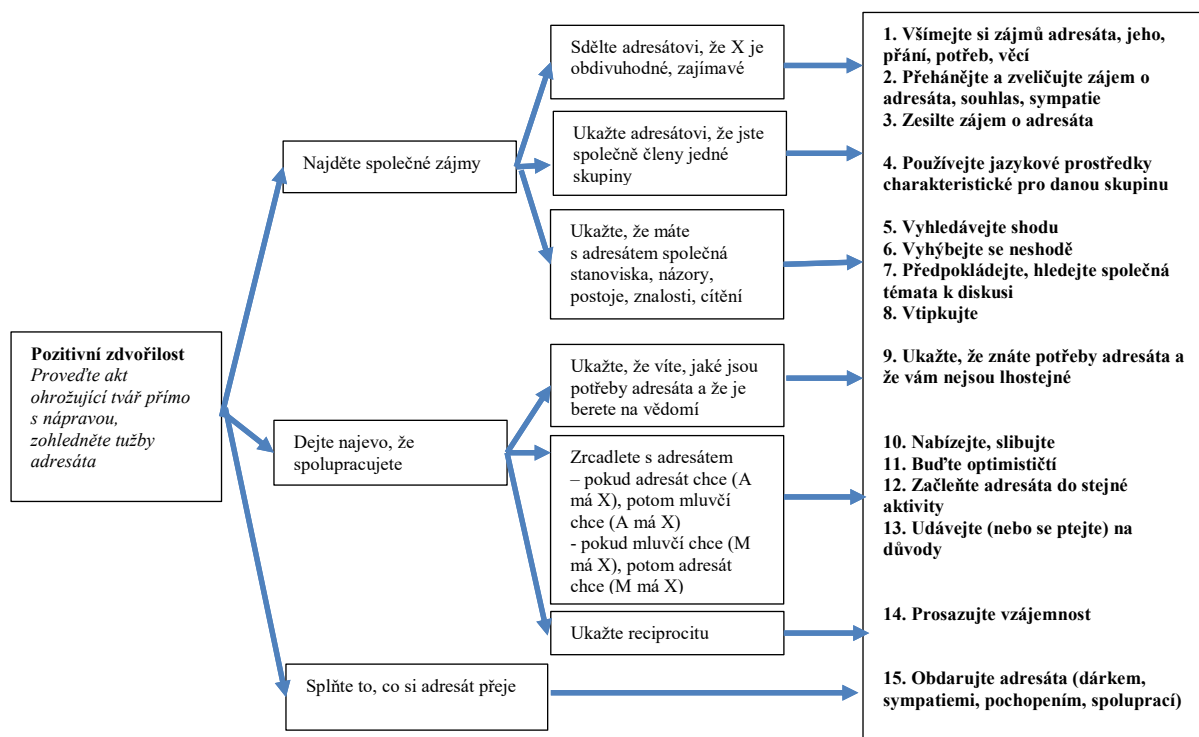 Pozitivní zdvořilost
Proveďte akt
ohrožující tvář přímo
s nápravou,
zohledněte tužby
adresáta
Najděte společné zájmy
Dejte najevo, že
spolupracujete
Splňte to, co si adresát přeje
Sdělte adresátovi, že X je
obdivuhodné, zajímavé
Ukažte adresátovi, že jste
společně členy jedné
skupiny
Ukažte, že máte
s adresátem společná
stanoviska, názory,
postoje, znalosti, cítění
Ukažte, že víte, jaké jsou
potřeby adresáta a že je
berete na vědomí
Zrcadlete s adresátem
– pokud adresát chce (A
má X), potom mluvčí
chce (A má X)
- pokud mluvčí chce (M
má X), potom adresát
chce (M má X)
Ukažte reciprocitu
1. Všímejte si zájmů adresáta, jeho,
přání, potřeb, věcí
2. Přehánějte a zveličujte zájem o
adresáta, souhlas, sympatie
3. Zesilte zájem o adresáta
4. Používejte jazykové prostředky
charakteristické pro danou skupinu
5. Vyhledávejte shodu
6. Vyhýbejte se neshodě
7. Předpokládejte, hledejte společná
témata k diskusi
8. Vtipkujte
9. Ukažte, že znáte potřeby adresáta a
že vám nejsou lhostejné
10. Nabízejte, slibujte
11. Buďte optimističtí
12. Začleňte adresáta do stejné
aktivity
13. Udávejte (nebo se ptejte) na
důvody
14. Prosazujte vzájemnost
15. Obdarujte adresáta (dárkem,
sympatiemi, pochopením, spoluprací)